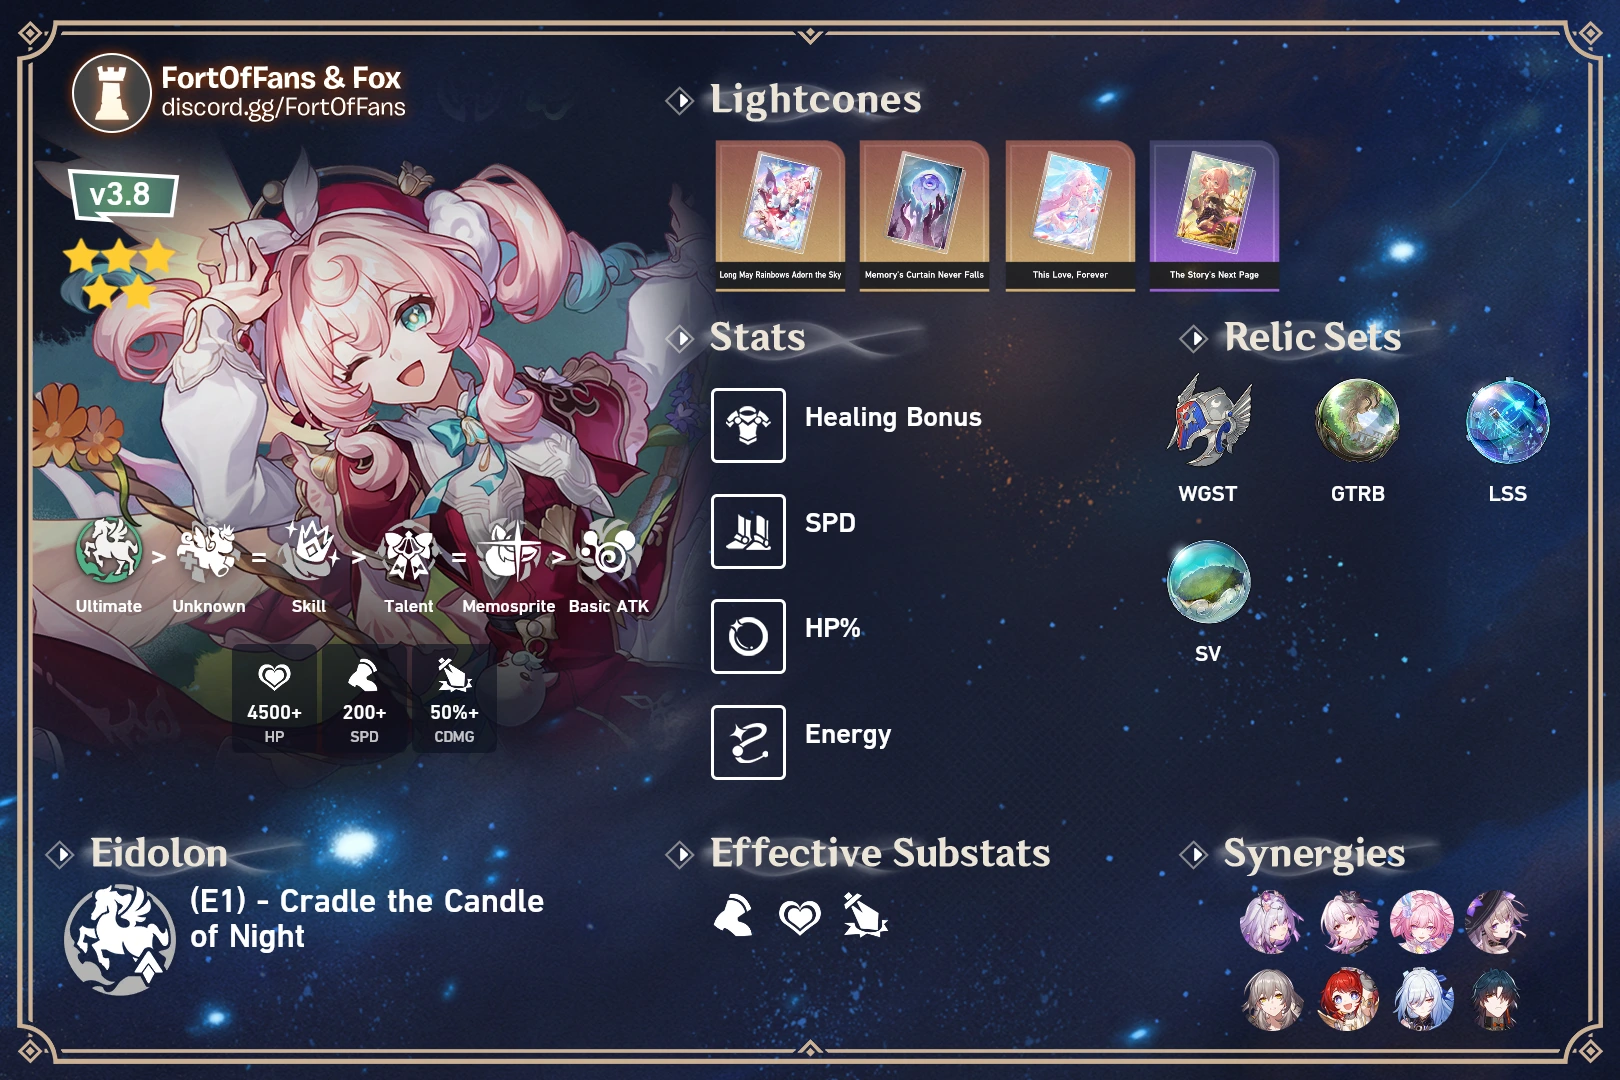 FortOfFans & Fox
discord.gg/FortOfFans
v3.8
Ultimate > Unknown = Skill > Talent = Memosprite > Basic ATK
4500+ 200+ 50%+
HP SPD CDMG
Eidolon
(E1) - Cradle the Candle
of Night
Lightcones
Long May Rainbows Adorn the Sky
Memory's Curtain Never Falls
This Love, Forever
The Story's Next Page
Stats
Healing Bonus
SPD
HP%
Energy
Relic Sets
WGST GTRB LSS
SV
Effective Substats
Synergies